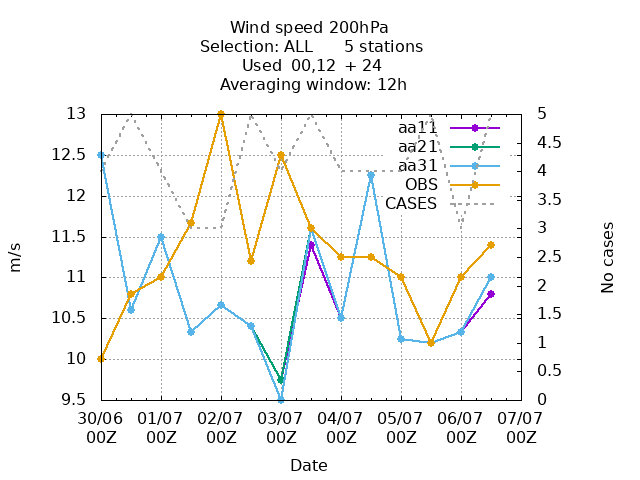 Wind speed 200hPa
Selection: ALL 5 stations
Used 00,12 + 24
Averaging window: 12h
13
12.5
12
11.5
11
10.5
10
9.5
m/s
5
4.5
4
3.5
3
2.5
2
1.5
1
0.5
0
No cases
aa11
aa21
aa31
OBS
CASES
30/06 01/07 02/07 03/07 04/07 05/07 06/07 07/07
00Z 00Z 00Z 00Z 00Z 00Z 00Z 00Z
Date